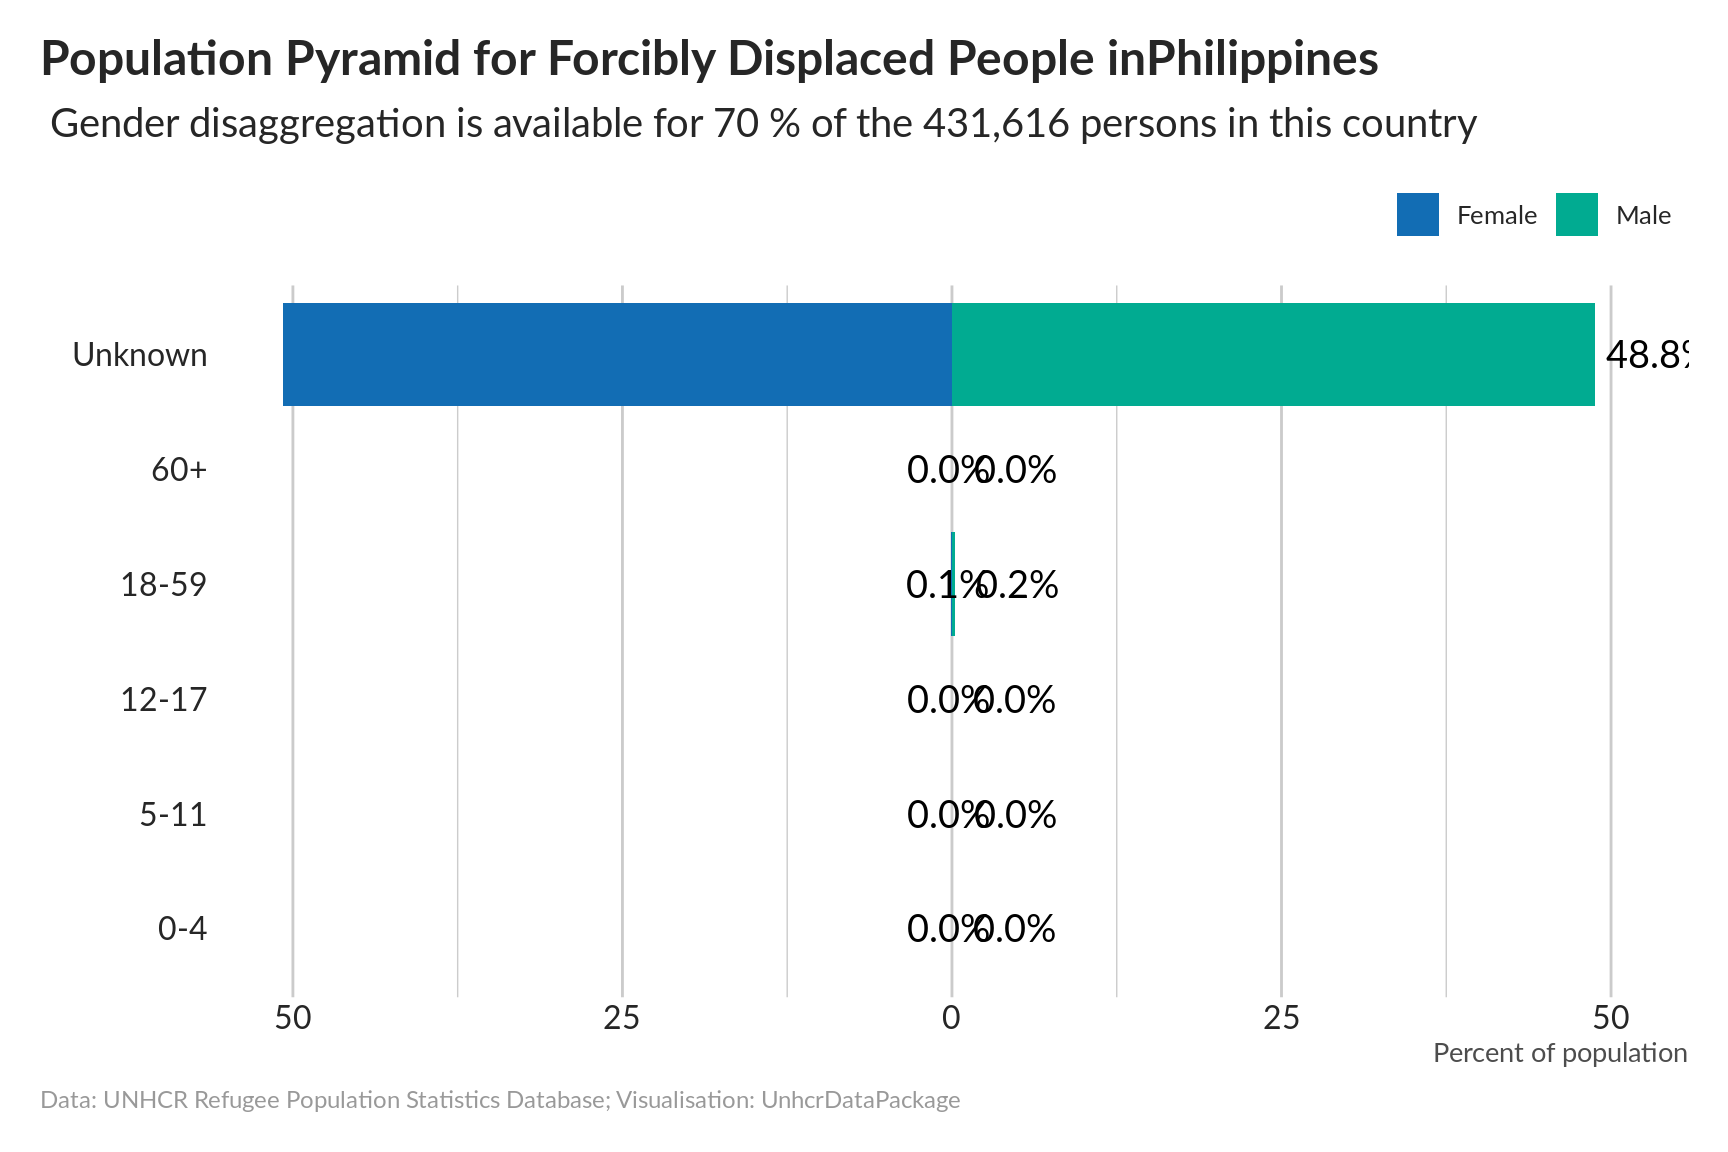 Population Pyramid for Forcibly Displaced People inPhilippines
Gender disaggregation is available for 70 % of the 431,616 persons in this country
Female Male
Unknown 48.8%
60+ 0.0% 0.0%
18-59 0.1% 0.2%
12-17 0.0% 0.0%
5-11 0.0% 0.0%
0-4 0.0% 0.0%
50 25 0 25 50
Percent of population
Data: UNHCR Refugee Population Statistics Database; Visualisation: UnhcrDataPackage